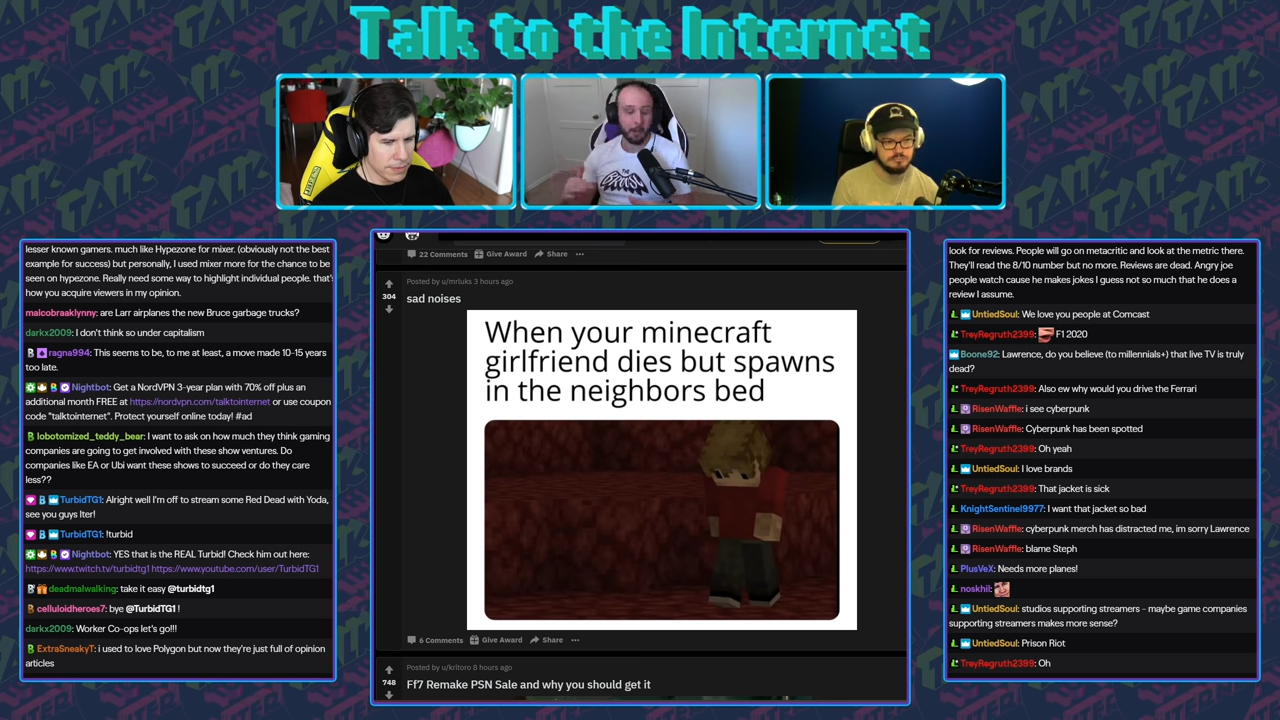 Talk to the Internet
lesser known gamers. much like Hypezone for mixer. (obviously not the best
example for success) but personally, I used mixer more for the chance to be
seen on hypezone. Really need some way to highlight individual people. that's
how you acquire viewers in my opinion.
malcobraaklynny: are Larr airplanes the new Bruce garbage trucks?
darkx2009: I don't think so under capitalism
ragna994: This seems to be, to me at least, a move made 10-15 years
too late.
Nightbot: Get a NordVPN 3-year plan with 70% off plus an
additional month FREE at https://nordvpn.com/talktointernet or use coupon
code "talktointernet". Protect yourself online today! #ad
lobotomized_teddy_bear: I want to ask on how much they think gaming
companies are going to get involved with these show ventures. Do
companies like EA or Ubi want these shows to succeed or do they care
less??
TurbidTG1: Alright well I'm off to stream some Red Dead with Yoda,
see you guys lter!
TurbidTG1: !turbid
Nightbot: YES that is the REAL Turbid! Check him out here:
https://www.twitch.tv/turbidtg1 https://www.youtube.com/user/TurbidTG1
deadmalwalking: take it easy @turbidtg1
celluloidheroes7: bye @TurbidTG1 !
darkx2009: Worker Co-ops let's go!!!
ExtraSneakyT: i used to love Polygon but now they're just full of opinion
articles
22 Comments Give Award Share
Posted by u/mrluks 3 hours ago
304
sad noises
When your minecraft
girlfriend dies but spawns
in the neighbors bed
6 Comments Give Award Share
Posted by u/kritoro 8 hours ago
748
Ff7 Remake PSN Sale and why you should get it
look for reviews. People will go on metacritic and look at the metric there.
They'll read the 8/10 number but no more. Reviews are dead. Angry joe
people watch cause he makes jokes I guess not so much that he does a
review I assume.
UntiedSoul: We love you people at Comcast
TreyRegruth2399: F1 2020
Boone92: Lawrence, do you believe (to millennials+) that live TV is truly
dead?
TreyRegruth2399: Also ew why would you drive the Ferrari
RisenWaffle: i see cyberpunk
RisenWaffle: Cyberpunk has been spotted
TreyRegruth2399: Oh yeah
UntiedSoul: I love brands
TreyRegruth2399: That jacket is sick
KnightSentinel9977: I want that jacket so bad
RisenWaffle: cyberpunk merch has distracted me, im sorry Lawrence
RisenWaffle: blame Steph
PlusVeX: Needs more planes!
noskhil:
UntiedSoul: studios supporting streamers - maybe game companies
supporting streamers makes more sense?
UntiedSoul: Prison Riot
TreyRegruth2399: Oh